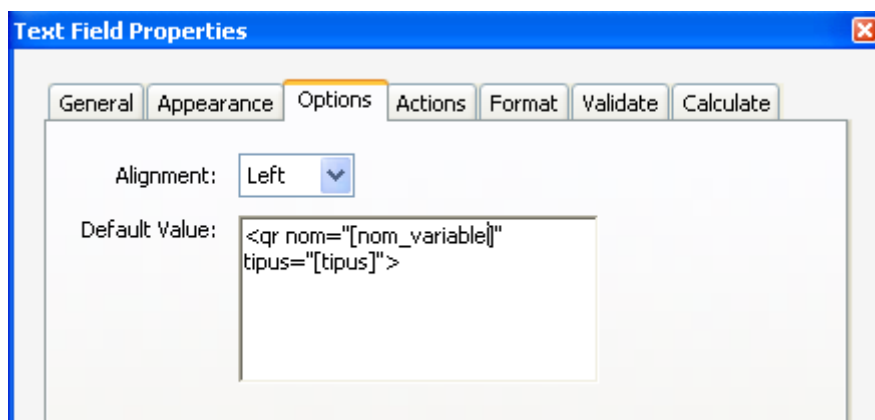 Text Field Properties
General Appearance Options Actions Format Validate Calculate
Alignment: Left
Default Value: <qr nom="[nom_variable]"
tipus="[tipus]">